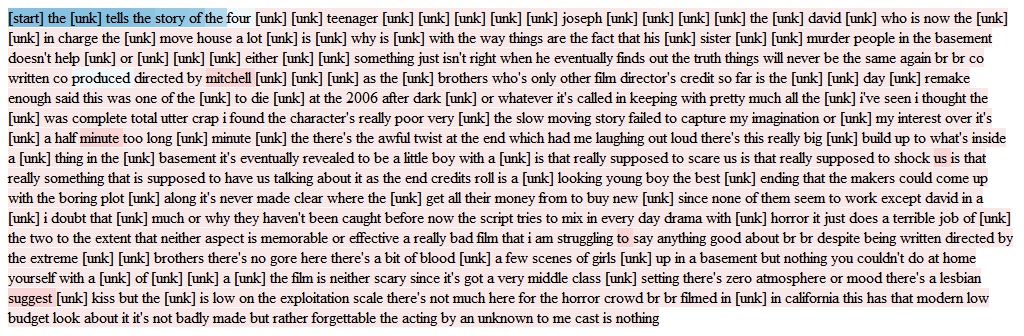 [start] the [unk] tells the story of the four [unk] [unk] teenager [unk] [unk] [unk] [unk] [unk] joseph [unk] [unk] [unk] [unk] the [unk] david [unk] who is now the [unk]
[unk] in charge the [unk] move house a lot [unk] is [unk] why is [unk] with the way things are the fact that his [unk] sister [unk] [unk] murder people in the basement
doesn't help [unk] or [unk] [unk] [unk] either [unk] [unk] something just isn't right when he eventually finds out the truth things will never be the same again br br co
written co produced directed by mitchell [unk] [unk] [unk] as the [unk] brothers who's only other film director's credit so far is the [unk] [unk] day [unk] remake
enough said this was one of the [unk] to die [unk] at the 2006 after dark [unk] or whatever it's called in keeping with pretty much all the [unk] i've seen i thought the
[unk] was complete total utter crap i found the character's really poor very [unk] the slow moving story failed to capture my imagination or [unk] my interest over it's
[unk] a half minute too long [unk] minute [unk] the there's the awful twist at the end which had me laughing out loud there's this really big [unk] build up to what's inside
a [unk] thing in the [unk] basement it's eventually revealed to be a little boy with a [unk] is that really supposed to scare us is that really supposed to shock us is that
really something that is supposed to have us talking about it as the end credits roll is a [unk] looking young boy the best [unk] ending that the makers could come up
with the boring plot [unk] along it's never made clear where the [unk] get all their money from to buy new [unk] since none of them seem to work except david in a
[unk] i doubt that [unk] much or why they haven't been caught before now the script tries to mix in every day drama with [unk] horror it just does a terrible job of [unk]
the two to the extent that neither aspect is memorable or effective a really bad film that i am struggling to say anything good about br br despite being written directed by
the extreme [unk] [unk] brothers there's no gore here there's a bit of blood [unk] a few scenes of girls [unk] up in a basement but nothing you couldn't do at home
yourself with a [unk] of [unk] [unk] a [unk] the film is neither scary since it's got a very middle class [unk] setting there's zero atmosphere or mood there's a lesbian
suggest [unk] kiss but the [unk] is low on the exploitation scale there's not much here for the horror crowd br br filmed in [unk] in california this has that modern low
budget look about it it's not badly made but rather forgettable the acting by an unknown to me cast is nothing